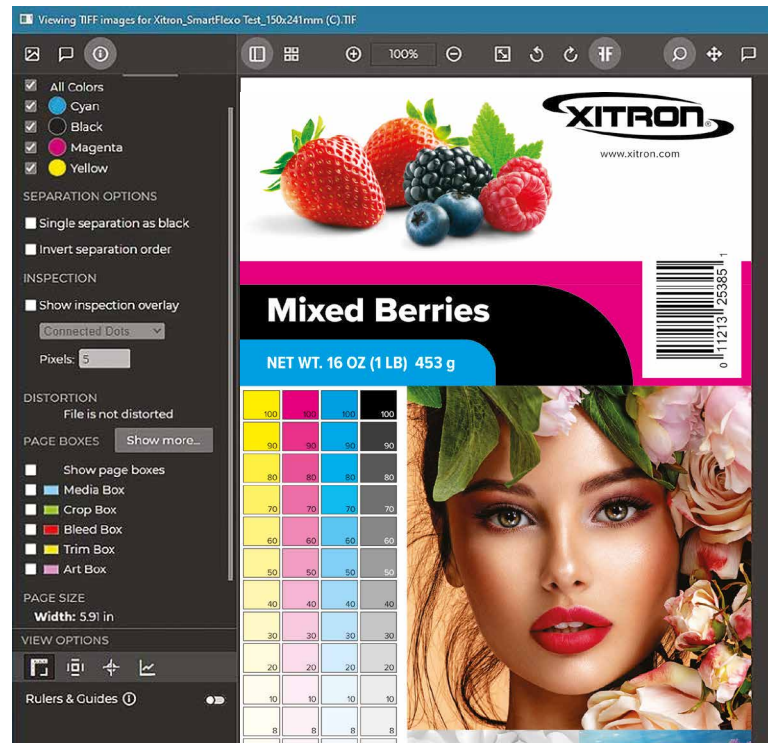 Viewing TIFF images for Xitron_SmartFlexo Test_150x241mm (C).TIF
100%
All Colors
Cyan
Black
Magenta
Yellow
SEPARATION OPTIONS
Single separation as black
Invert separation order
INSPECTION
Show inspection overlay
Connected Dots
Pixels: 5
DISTORTION
File is not distorted
PAGE BOXES Show more...
Show page boxes
Media Box
Crop Box
Bleed Box
Trim Box
Art Box
PAGE SIZE
Width: 5.91 in
VIEW OPTIONS
Rulers & Guides
XITRON®
www.xitron.com
Mixed Berries
NET WT. 16 OZ (1 LB) 453 g
0 11213 25385 1
100 100 100 100
90 90 90 90
80 80 80 80
70 70 70 70
60 60 60 60
50 50 50 50
40 40 40 40
30 30 30 30
20 20 20 20
10 10 10 10
8 8 8 8